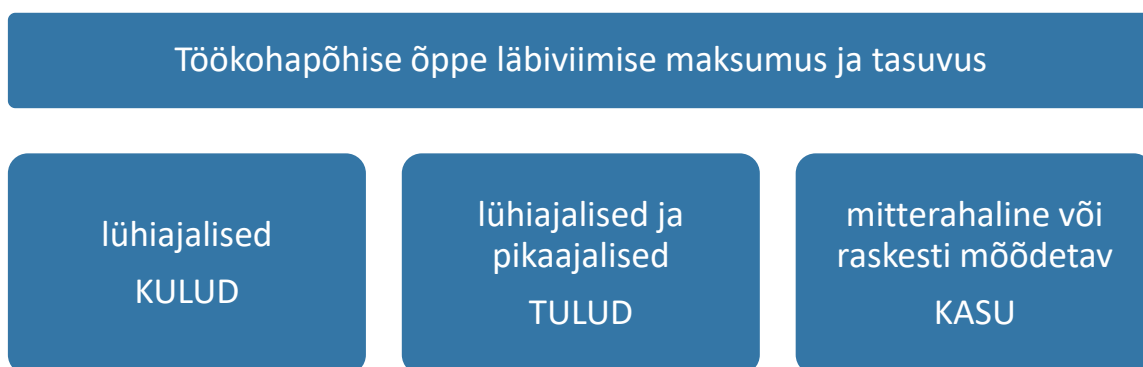 Töökohapõhise õppe läbiviimise maksumus ja tasuvus
lühiajalised
KULUD
lühiajalised ja
pikaajalised
TULUD
mitterahaline või
raskesti mõõdetav
KASU